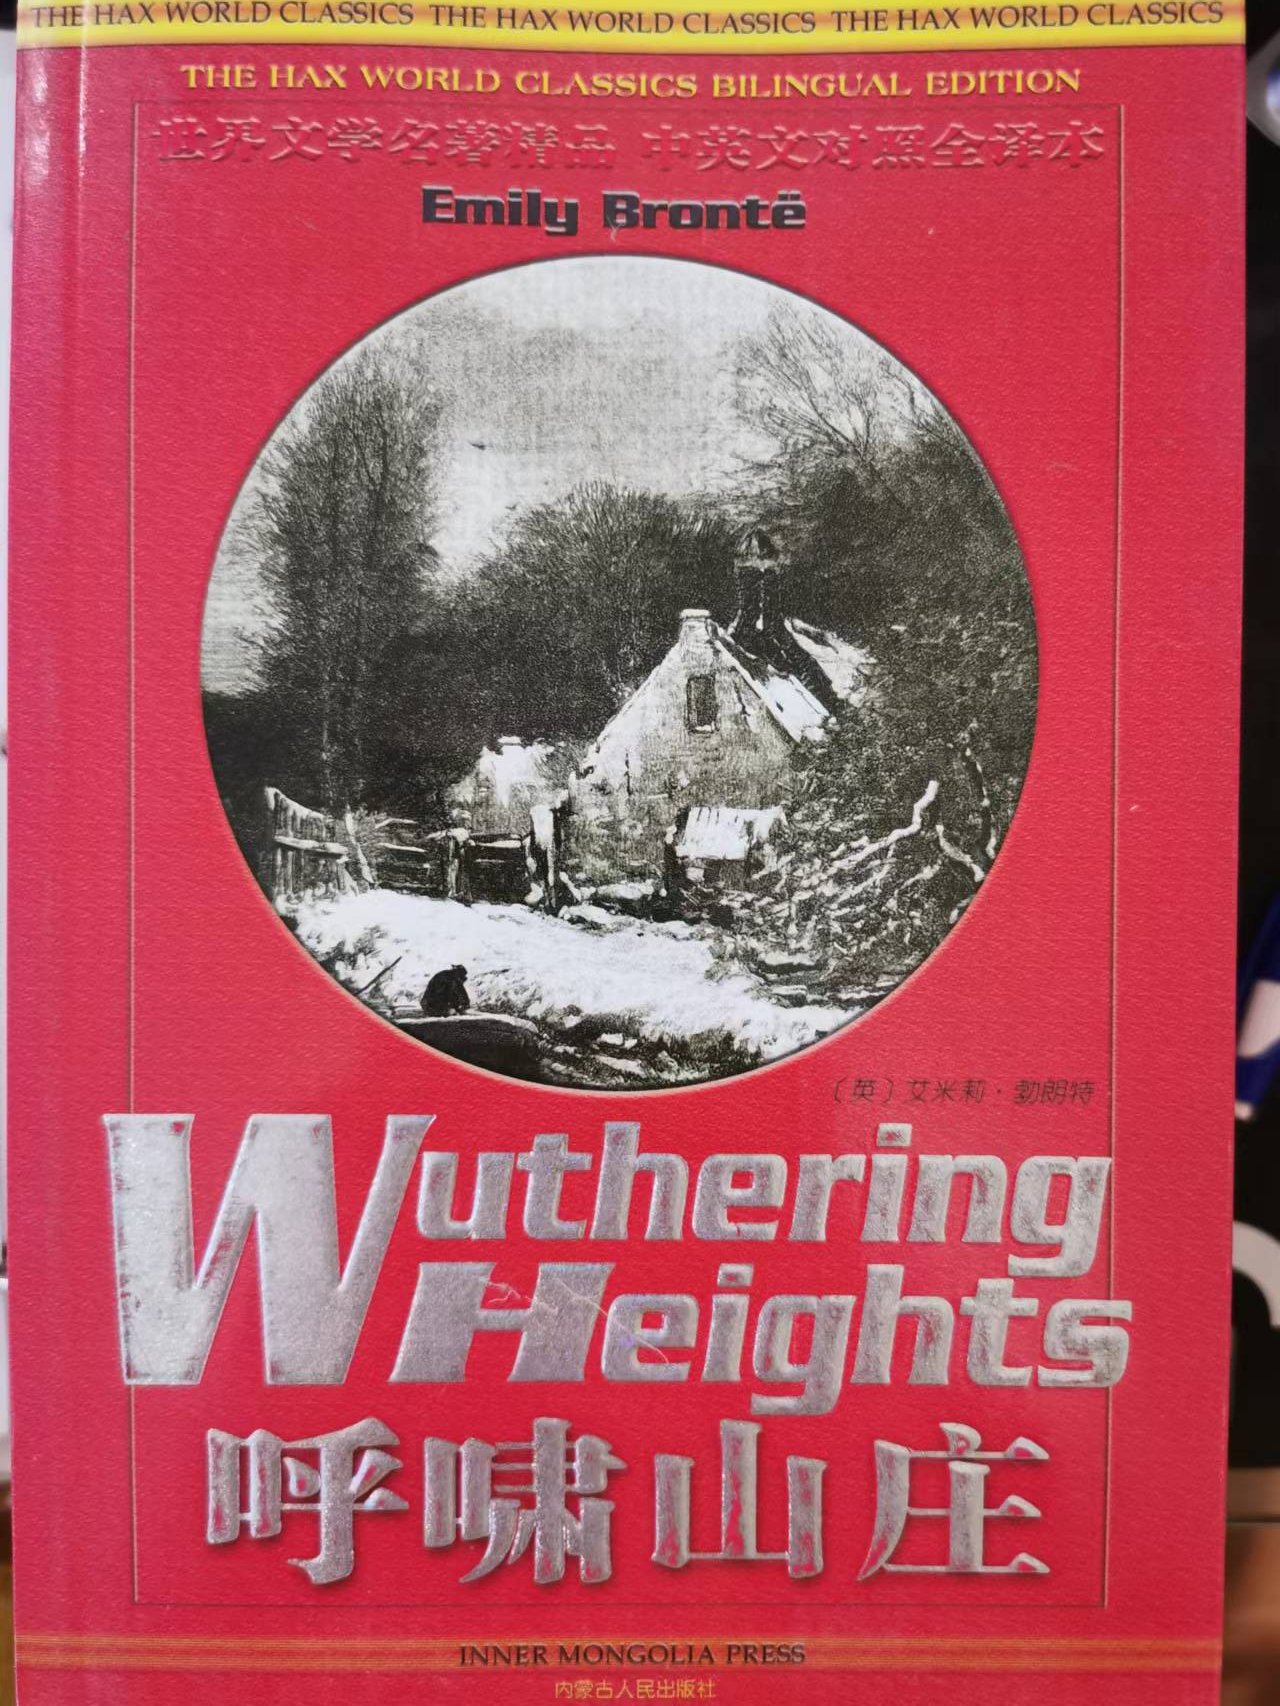 THE HAX WORLD CLASSICS THE HAX WORLD CLASSICS THE HAX WORLD CLASSICS
THE HAX WORLD CLASSICS BILINGUAL EDITION
世界文学名著精品 中英文对照全译本
Emily Brontë
〔英〕艾米莉·勃朗特
Wuthering
Heights
呼啸山庄
INNER MONGOLIA PRESS
内蒙古人民出版社